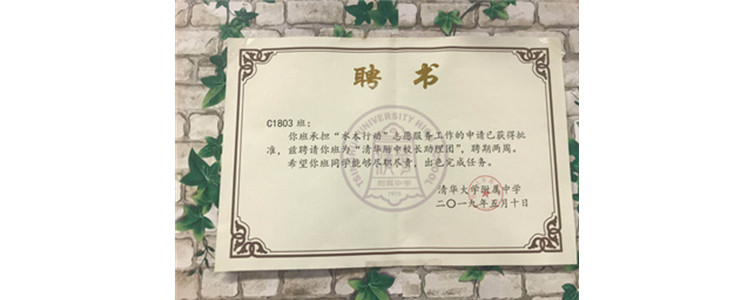 聘书
C1803班：
你班承担“水木行动”志愿服务工作的申请已获得批
准，兹聘请你班为“清华附中校长助理团”，聘期两周。
希望你班同学能够尽职尽责，出色完成任务。
清华大学附属中学
二〇一九年五月十日